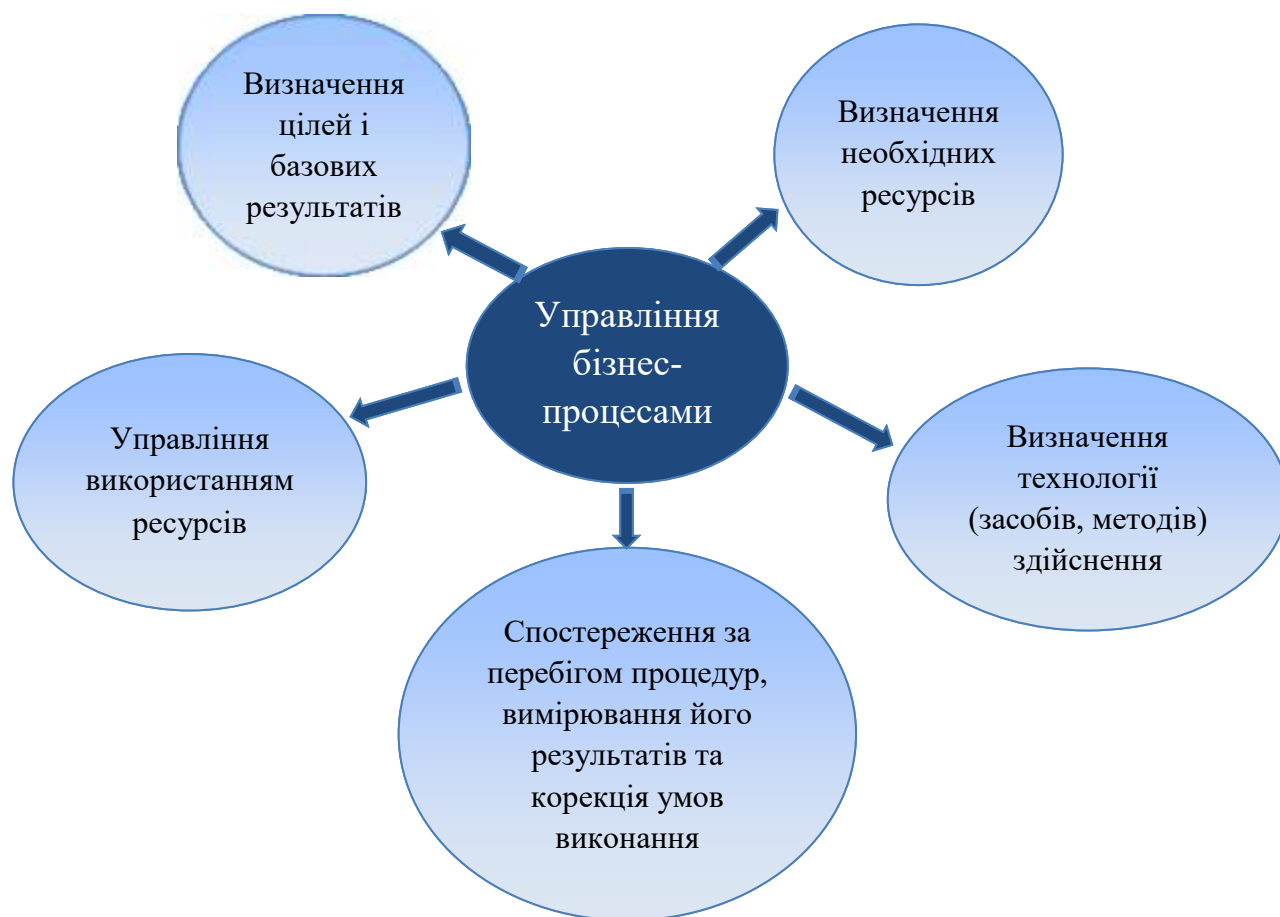 Визначення
цілей і
базових
результатів
Визначення
необхідних
ресурсів
Управління
бізнес-
процесами
Управління
використанням
ресурсів
Визначення
технології
(засобів, методів)
здійснення
Спостереження за
перебігом процедур,
вимірювання його
результатів та
корекція умов
виконання